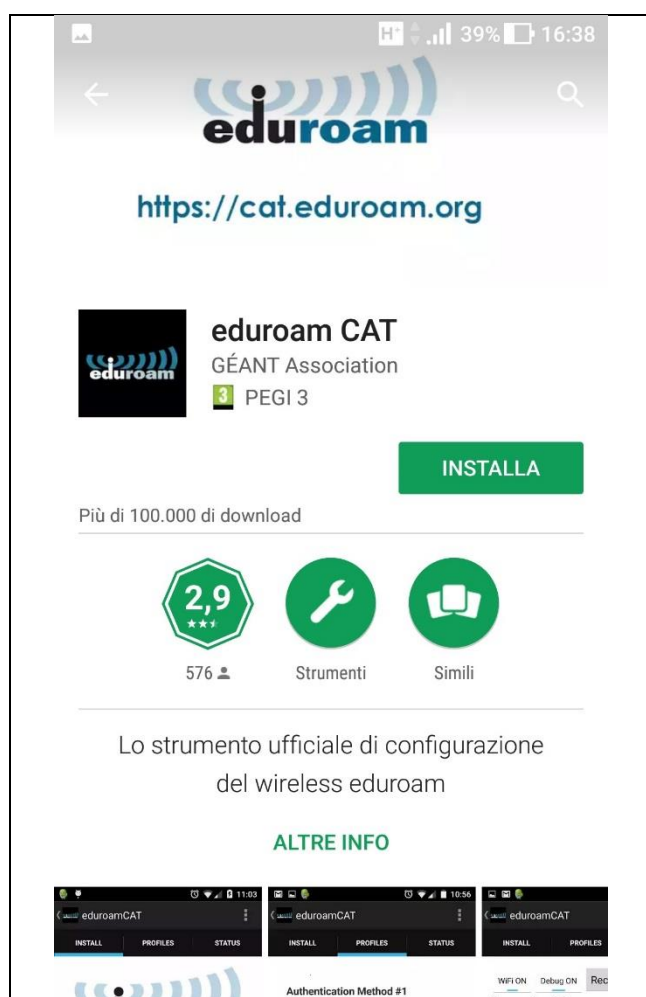 H+ 39% 16:38
eduroam
https://cat.eduroam.org
eduroam
eduroam CAT
GÉANT Association
3 PEGI 3
INSTALLA
Più di 100.000 di download
2,9
576
Strumenti
Simili
Lo strumento ufficiale di configurazione
del wireless eduroam
ALTRE INFO
11:03
eduroamCAT
INSTALL PROFILES STATUS
10:56
eduroamCAT
INSTALL PROFILES STATUS
Authentication Method #1
eduroamCAT
INSTALL PROFILES
WiFi ON Debug ON Rec